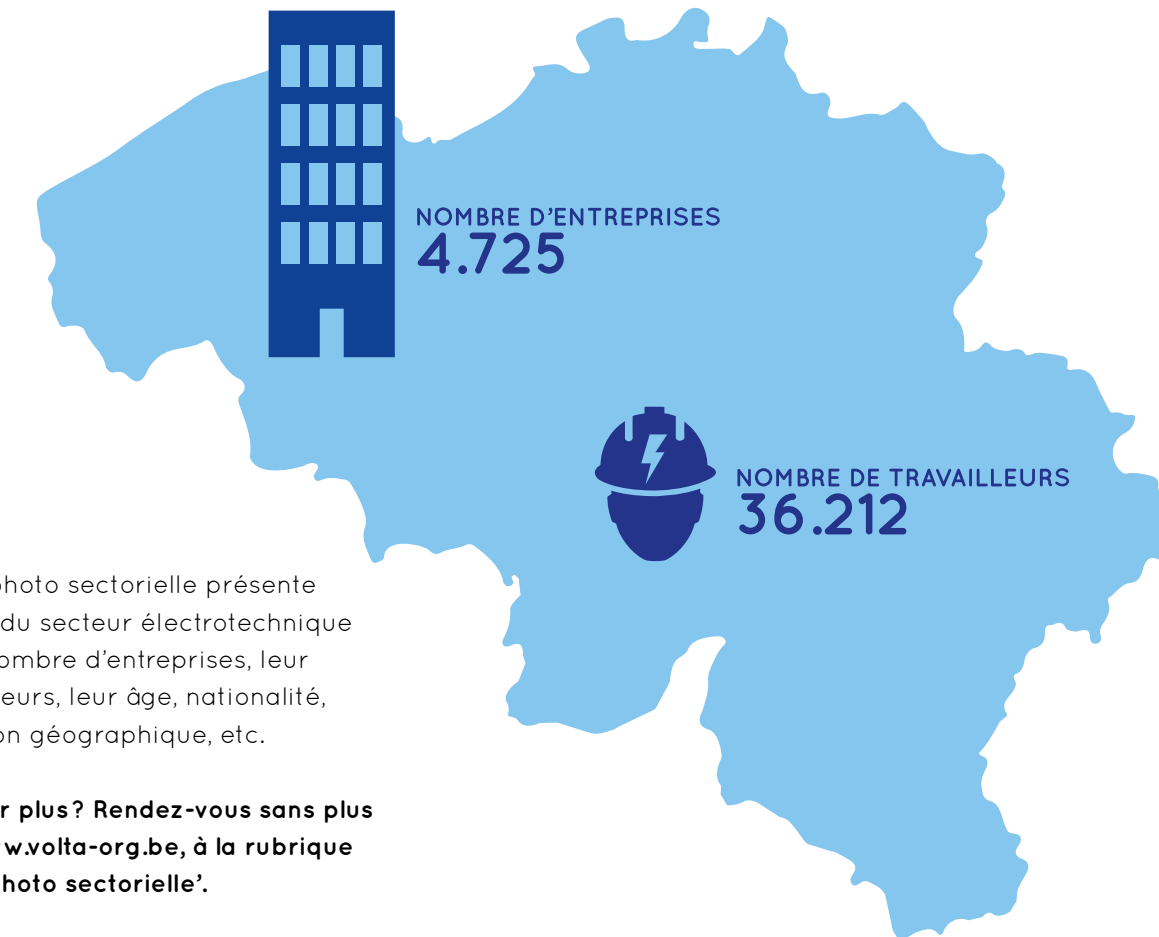 NOMBRE D'ENTREPRISES
4.725
NOMBRE DE TRAVAILLEURS
36.212
hoto sectorielle présente
du secteur électrotechnique
ombre d'entreprises, leur
eurs, leur âge, nationalité,
on géographique, etc.
r plus? Rendez-vous sans plus
w.volta-org.be, à la rubrique
hoto sectorielle'.